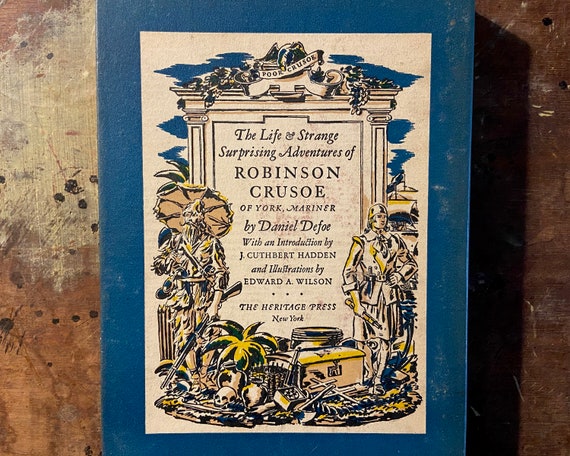 POOR CRUSOE
The Life & Strange
Surprising Adventures of
ROBINSON
CRUSOE
OF YORK, MARINER
by Daniel Defoe
With an Introduction by
J. CUTHBERT HADDEN
and Illustrations by
EDWARD A. WILSON
THE HERITAGE PRESS
New York